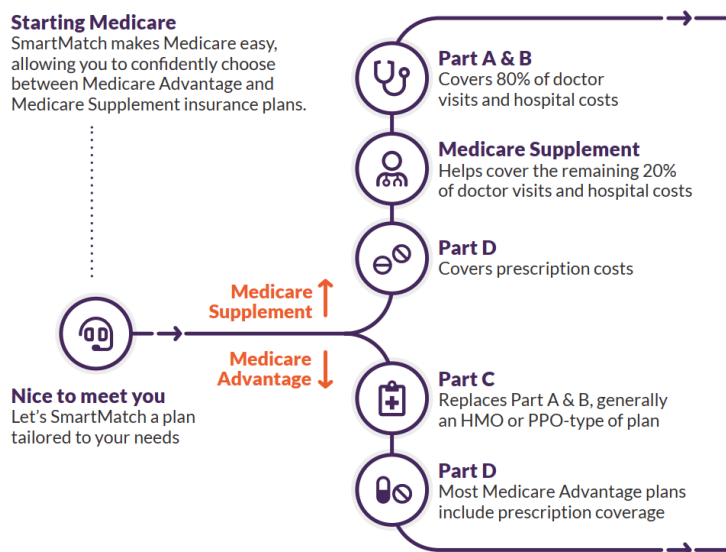 Starting Medicare
SmartMatch makes Medicare easy,
allowing you to confidently choose
between Medicare Advantage and
Medicare Supplement insurance plans.
Nice to meet you
Let's SmartMatch a plan
tailored to your needs
Medicare
Supplement
Medicare
Advantage
Part A & B
Covers 80% of doctor
visits and hospital costs
Medicare Supplement
Helps cover the remaining 20%
of doctor visits and hospital costs
Part D
Covers prescription costs
Part C
Replaces Part A & B, generally
an HMO or PPO-type of plan
Part D
Most Medicare Advantage plans
include prescription coverage